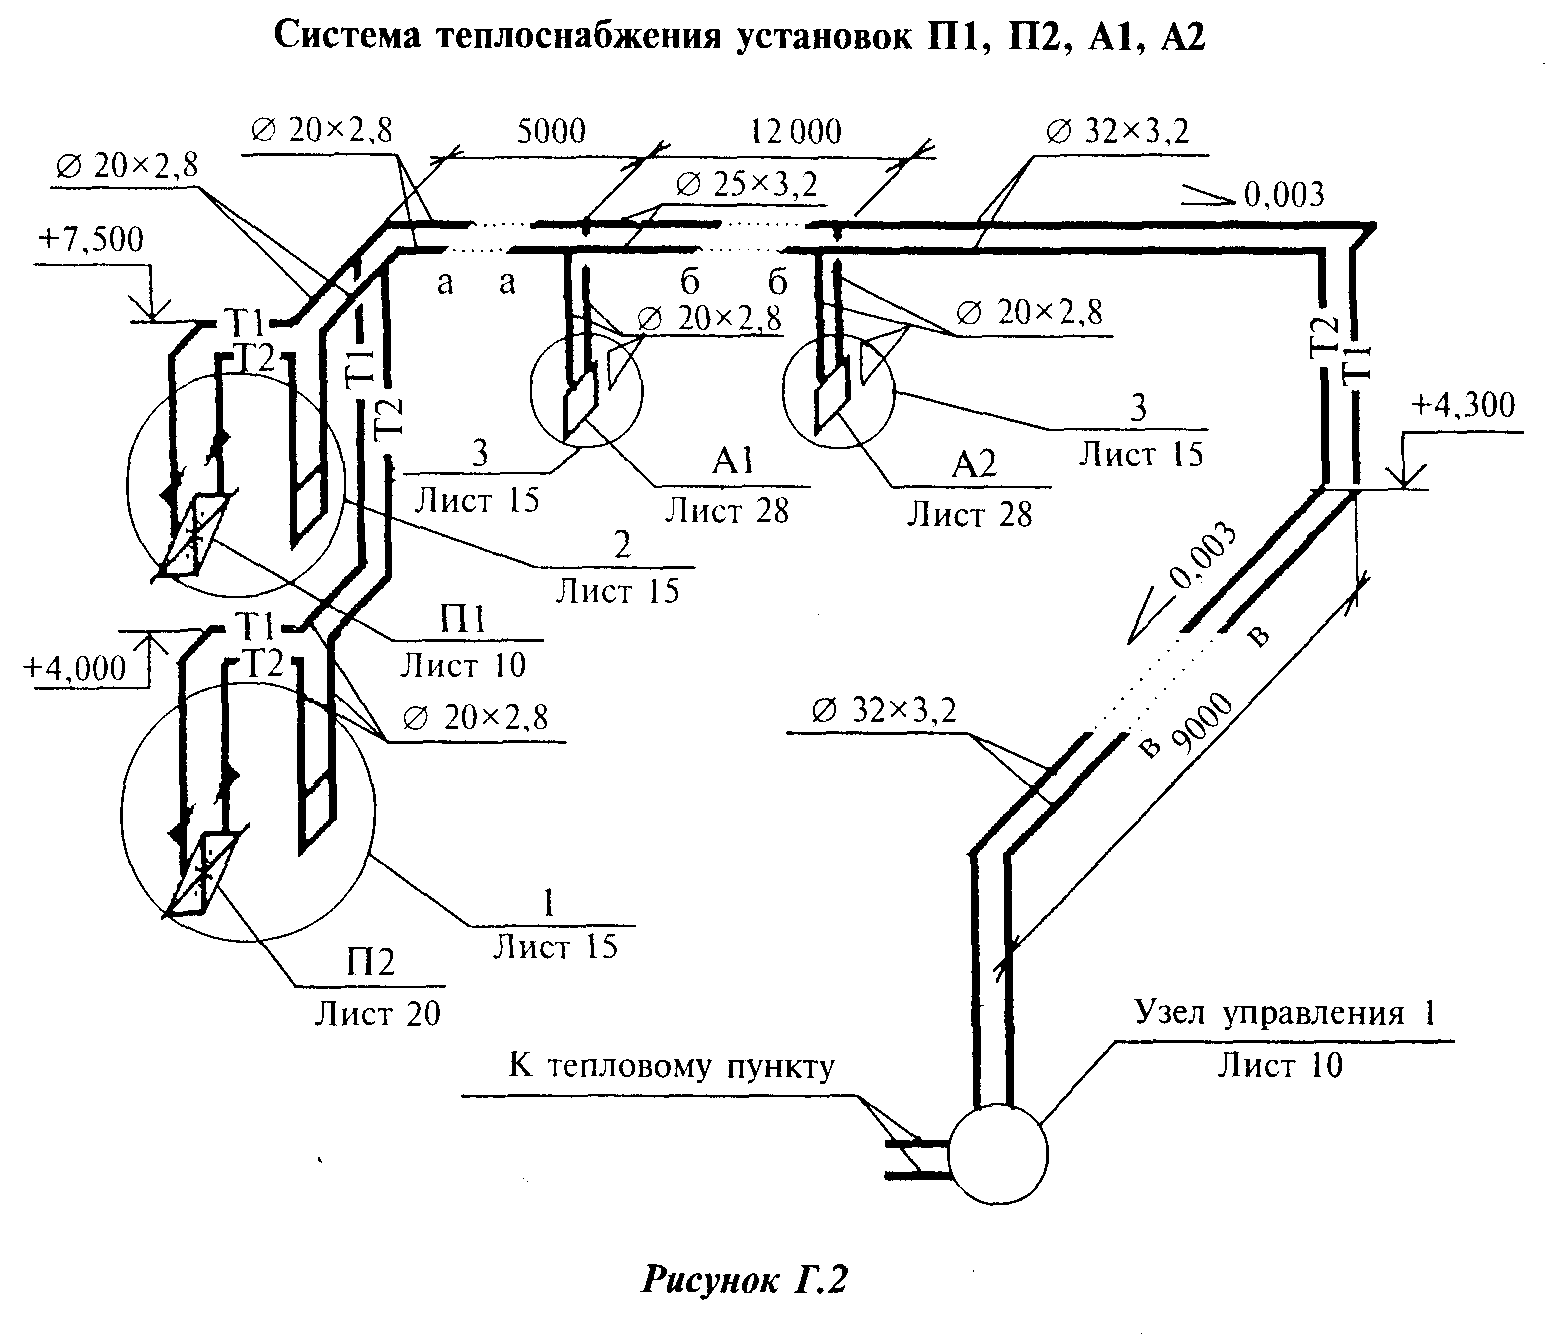 Система теплоснабжения установок П1, П2, А1, А2
∅ 20×2,8
5000
12 000
∅ 32×3,2
∅ 20×2,8
∅ 25×3,2
0,003
+7,500
а
а
б
б
Т1
∅ 20×2,8
∅ 20×2,8
Т2
Т1
Т2
Т1
Т2
+4,300
3
Лист 15
А1
Лист 28
А2
Лист 28
3
Лист 15
2
Лист 15
0,003
П1
Лист 10
Т1
Т2
+4,000
∅ 20×2,8
∅ 32×3,2
в
в
9000
1
Лист 15
П2
Лист 20
Узел управления 1
Лист 10
К тепловому пункту
Рисунок Г.2